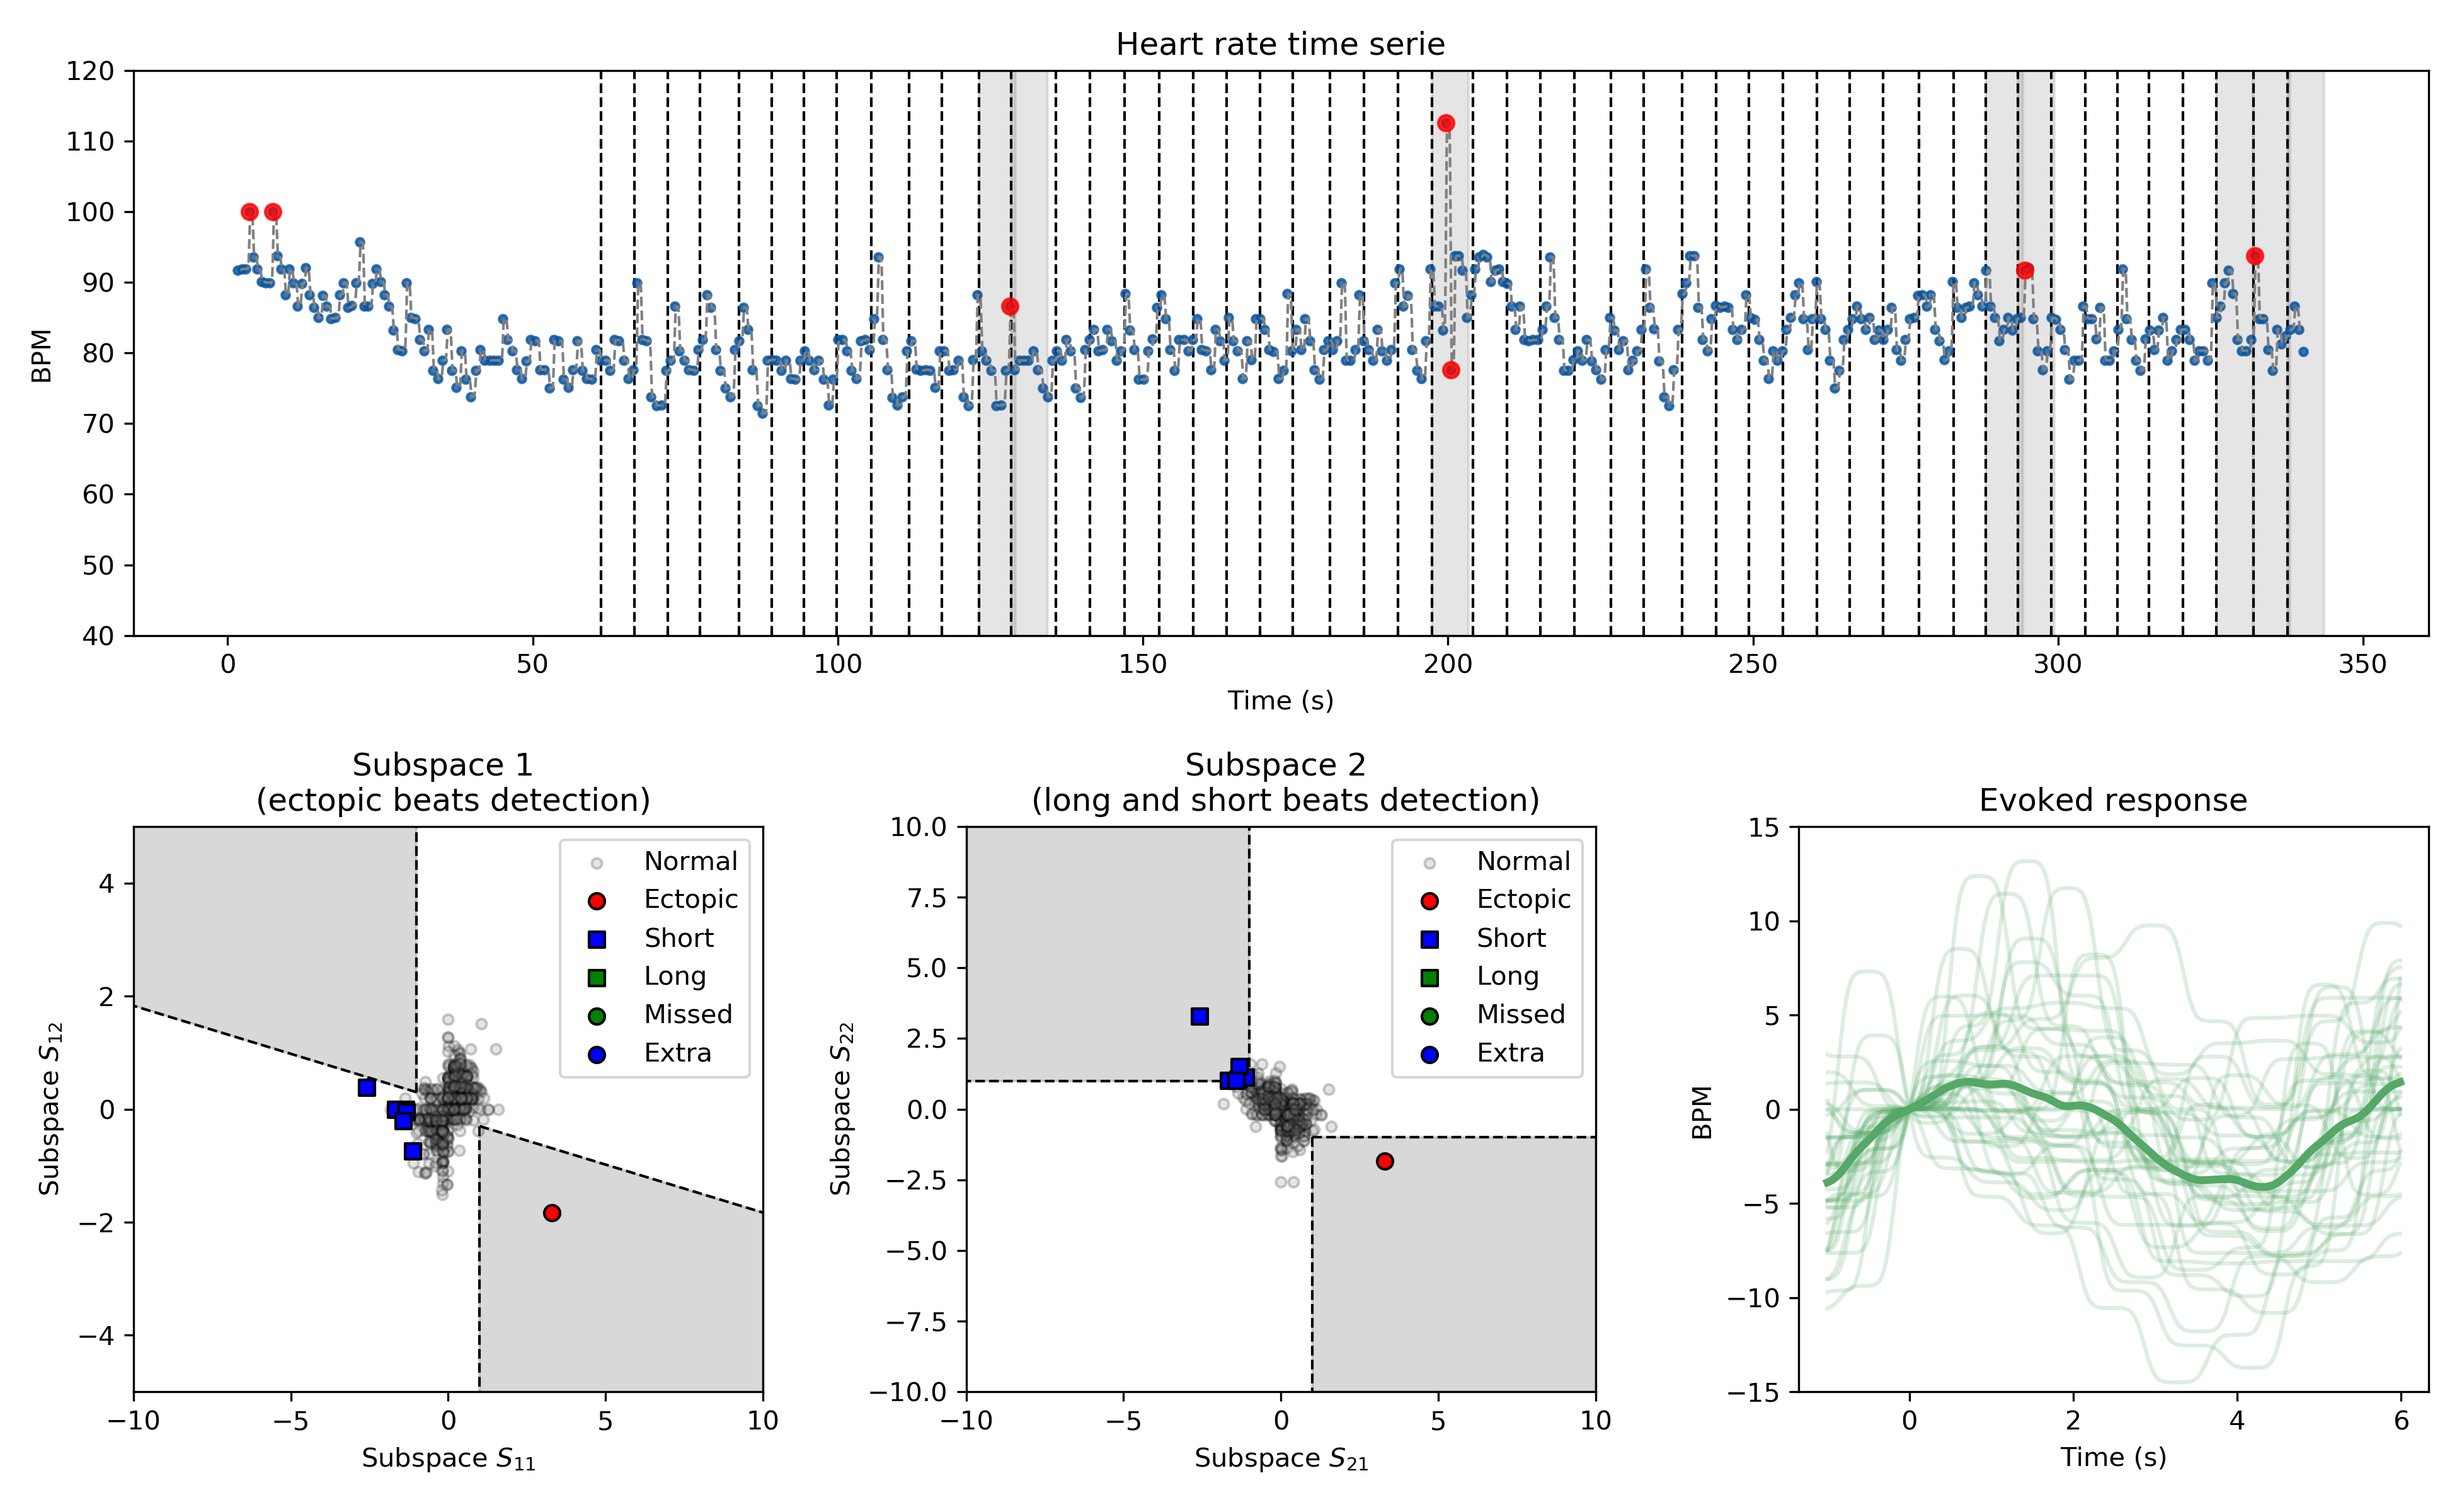 Heart rate time serie
120
110
100
90
80
70
60
50
40
BPM
0 50 100 150 200 250 300 350
Time (s)
Subspace 1
(ectopic beats detection)
4
2
0
−2
−4
Subspace S12
Normal
Ectopic
Short
Long
Missed
Extra
−10 −5 0 5 10
Subspace S11
Subspace 2
(long and short beats detection)
10.0
7.5
5.0
2.5
0.0
−2.5
−5.0
−7.5
−10.0
Subspace S22
Normal
Ectopic
Short
Long
Missed
Extra
−10 −5 0 5 10
Subspace S21
Evoked response
15
10
5
0
−5
−10
−15
BPM
0 2 4 6
Time (s)